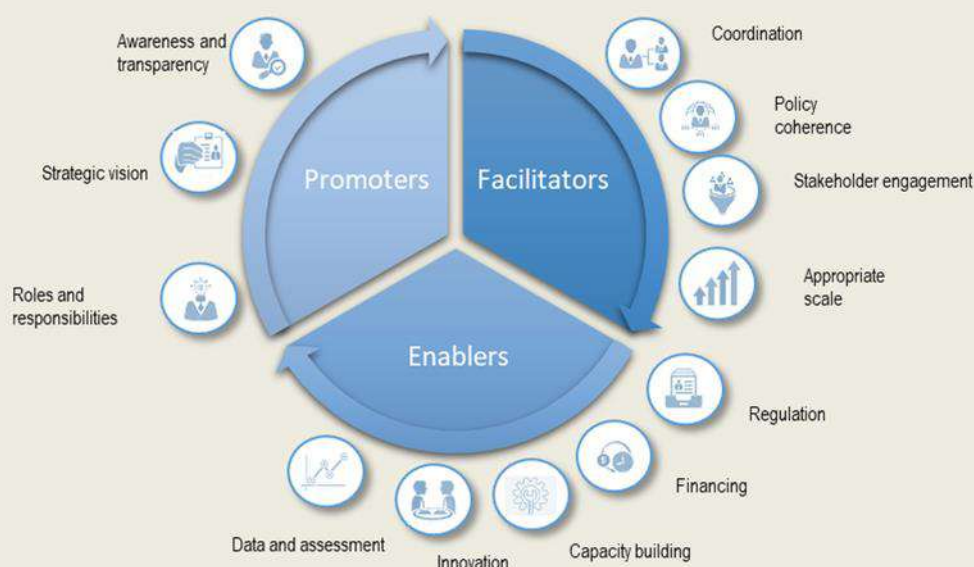 Awareness and
transparency
Strategic vision
Roles and
responsibilities
Promoters
Facilitators
Enablers
Coordination
Policy
coherence
Stakeholder engagement
Appropriate
scale
Regulation
Financing
Capacity building
Innovation
Data and assessment